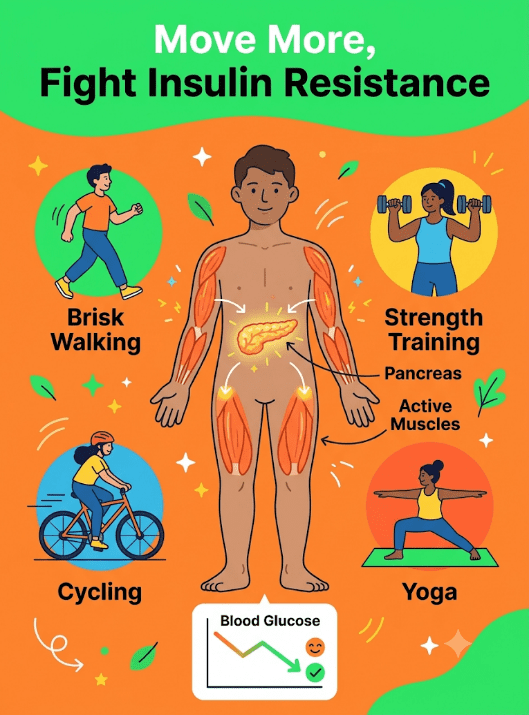 Move More,
Fight Insulin Resistance
Brisk
Walking
Strength
Training
Pancreas
Active
Muscles
Cycling
Yoga
Blood Glucose